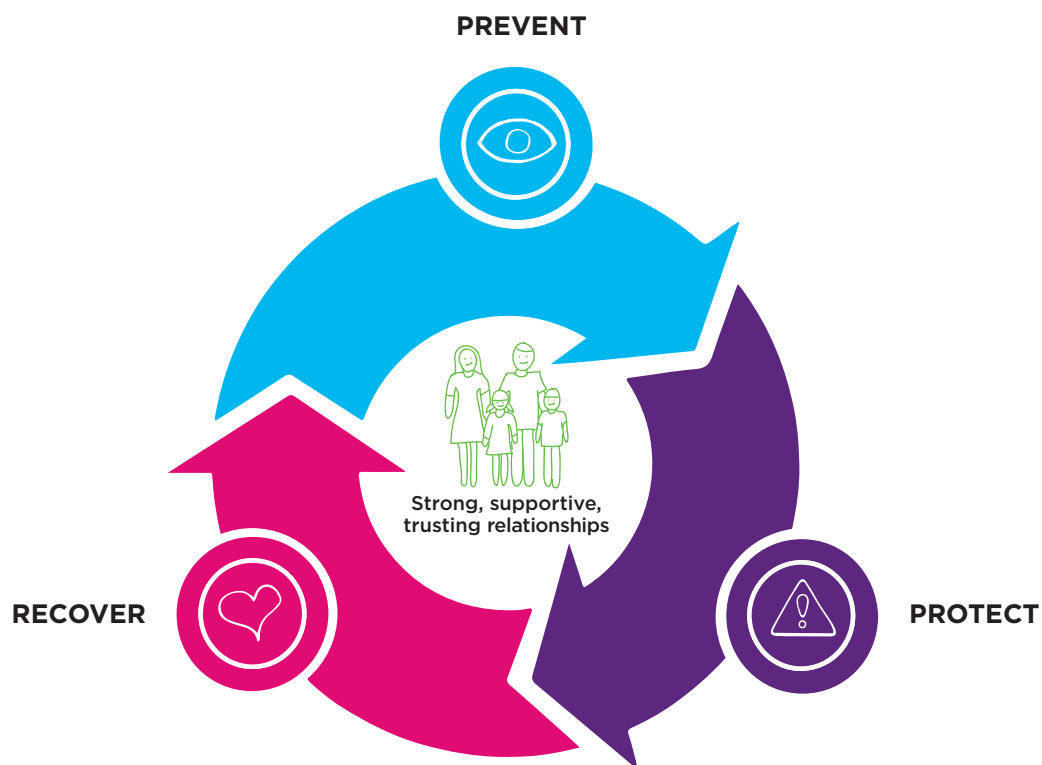 PREVENT
Strong, supportive,
trusting relationships
RECOVER
PROTECT